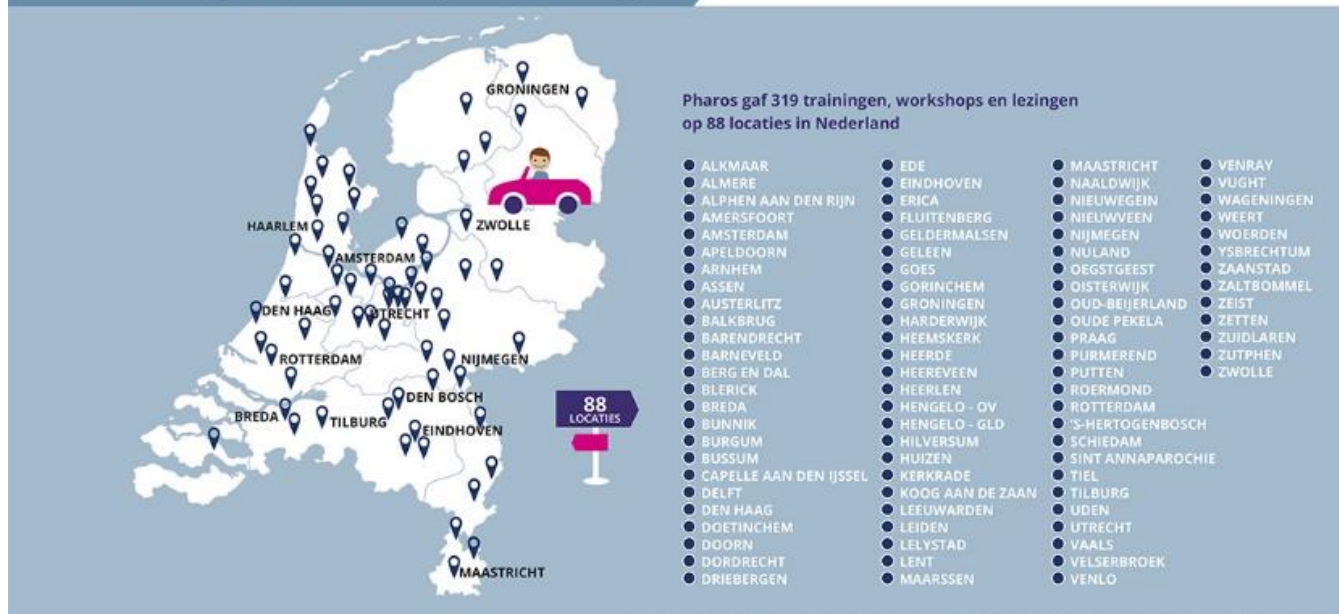 Pharos gaf 319 trainingen, workshops en lezingen
op 88 locaties in Nederland
GRONINGEN
ZWOLLE
HAARLEM
AMSTERDAM
DEN HAAG
UTRECHT
ROTTERDAM
NIJMEGEN
DEN BOSCH
BREDA
TILBURG
EINDHOVEN
MAASTRICHT
88
LOCATIES
ALKMAAR
ALMERE
ALPHEN AAN DEN RIJN
AMERSFOORT
AMSTERDAM
APELDOORN
ARNHEM
ASSEN
AUSTERLITZ
BALKBRUG
BARENDRECHT
BARNEVELD
BERG EN DAL
BLERICK
BREDA
BUNNIK
BURGUM
BUSSUM
CAPELLE AAN DEN IJSSEL
DELFT
DEN HAAG
DOETINCHEM
DOORN
DORDRECHT
DRIEBERGEN
EDE
EINDHOVEN
ERICA
FLUITENBERG
GELDERMALSEN
GELEEN
GOES
GORINCHEM
GRONINGEN
HARDERWIJK
HEEMSKERK
HEERDE
HEEREVEEN
HEERLEN
HENGELO - OV
HENGELO - GLD
HILVERSUM
HUIZEN
KERKRADE
KOOG AAN DE ZAAN
LEEUWARDEN
LEIDEN
LELYSTAD
LENT
MAARSSEN
MAASTRICHT
NAALDWIJK
NIEUWEGEIN
NIEUWVEEN
NIJMEGEN
NULAND
OEGSTGEEST
OISTERWIJK
OUD-BEIJERLAND
OUDE PEKELA
PRAAG
PURMEREND
PUTTEN
ROERMOND
ROTTERDAM
'S-HERTOGENBOSCH
SCHIEDAM
SINT ANNAPAROCHIE
TIEL
TILBURG
UDEN
UTRECHT
VAALS
VELSERBROEK
VENLO
VENRAY
VUGHT
WAGENINGEN
WEERT
WOERDEN
YSBRECHTUM
ZAANSTAD
ZALTBOMMEL
ZEIST
ZETTEN
ZUIDLAREN
ZUTPHEN
ZWOLLE